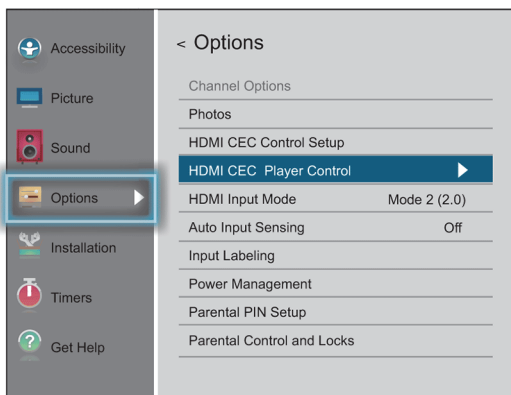 Accessibility
Picture
Sound
Options
Installation
Timers
Get Help
< Options
Channel Options
Photos
HDMI CEC Control Setup
HDMI CEC Player Control
HDMI Input Mode Mode 2 (2.0)
Auto Input Sensing Off
Input Labeling
Power Management
Parental PIN Setup
Parental Control and Locks